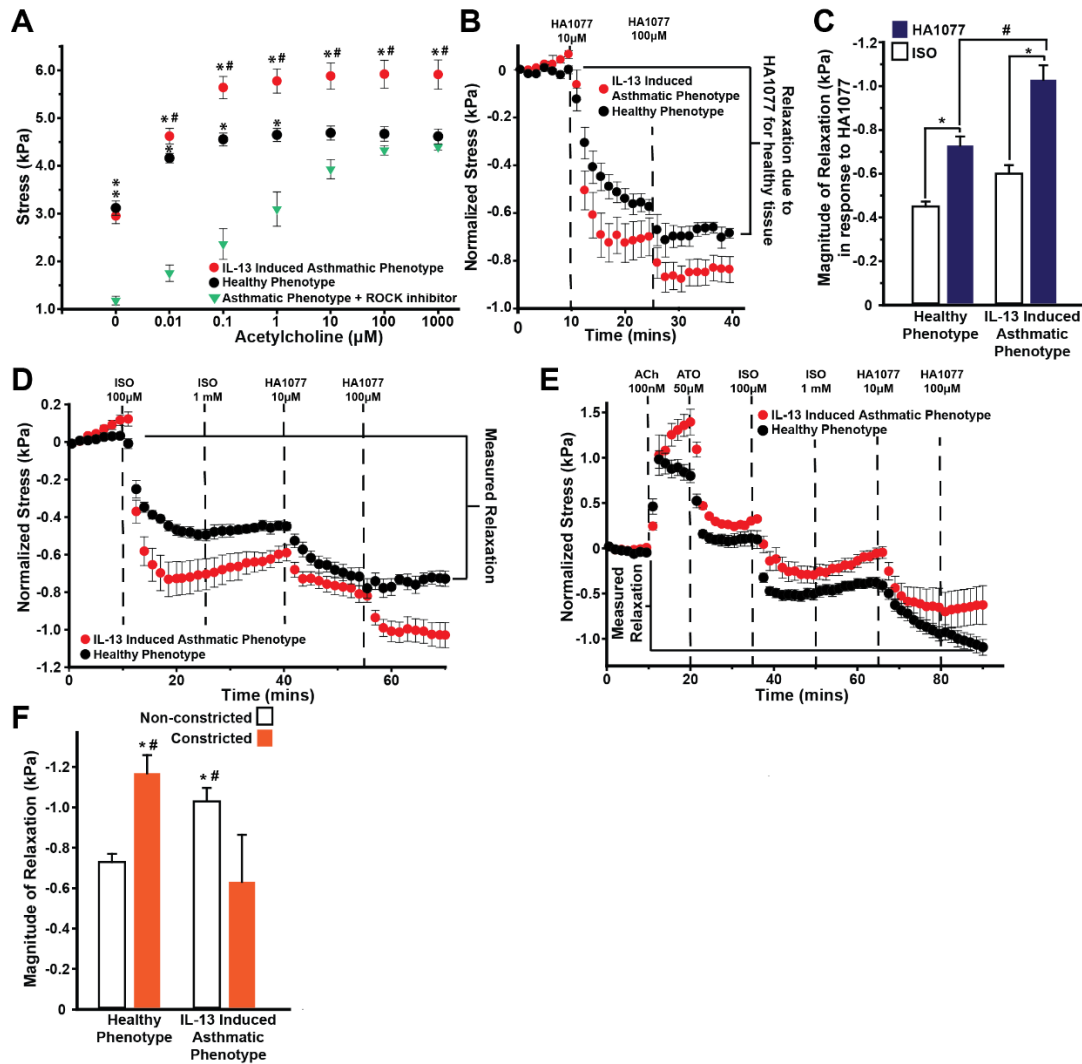 A
Stress (kPa)
6.0
5.0
4.0
3.0
2.0
1.0
* *
*# *
*# *
*# *
*#
*#
*#
IL-13 Induced Asthmathic Phenotype
Healthy Phenotype
Asthmatic Phenotype + ROCK inhibitor
0 0.01 0.1 1 10 100 1000
Acetylcholine (µM)
B
HA1077 10µM
HA1077 100µM
Normalized Stress (kPa)
0
-0.2
-0.4
-0.6
-0.8
-1.0
IL-13 Induced
Asthmatic Phenotype
Healthy Phenotype
Relaxation due to
HA1077 for healthy
tissue
0 10 20 30 40
Time (mins)
C
HA1077
ISO
Magnitude of Relaxation (kPa)
in response to HA1077
-1.2
-1.0
-0.8
-0.6
-0.4
-0.2
0
#
*
*
Healthy
Phenotype
IL-13 Induced
Asthmatic
Phenotype
D
ISO 100µM
ISO 1 mM
HA1077 10µM
HA1077 100µM
Normalized Stress (kPa)
0.2
0
-0.2
-0.4
-0.6
-0.8
-1.0
-1.2
Measured Relaxation
IL-13 Induced Asthmatic Phenotype
Healthy Phenotype
0 20 40 60
Time (mins)
E
ACh 100nM
ATO 50µM
ISO 100µM
ISO 1 mM
HA1077 10µM
HA1077 100µM
IL-13 Induced Asthmatic Phenotype
Healthy Phenotype
Normalized Stress (kPa)
1.5
1.0
0.5
0
-0.5
-1.0
Measured
Relaxation
0 20 40 60 80
Time (mins)
F
Non-constricted
Constricted
Magnitude of Relaxation (kPa)
-1.2
-1.0
-0.8
-0.6
-0.4
-0.2
0
*#
*#
Healthy
Phenotype
IL-13 Induced
Asthmatic
Phenotype